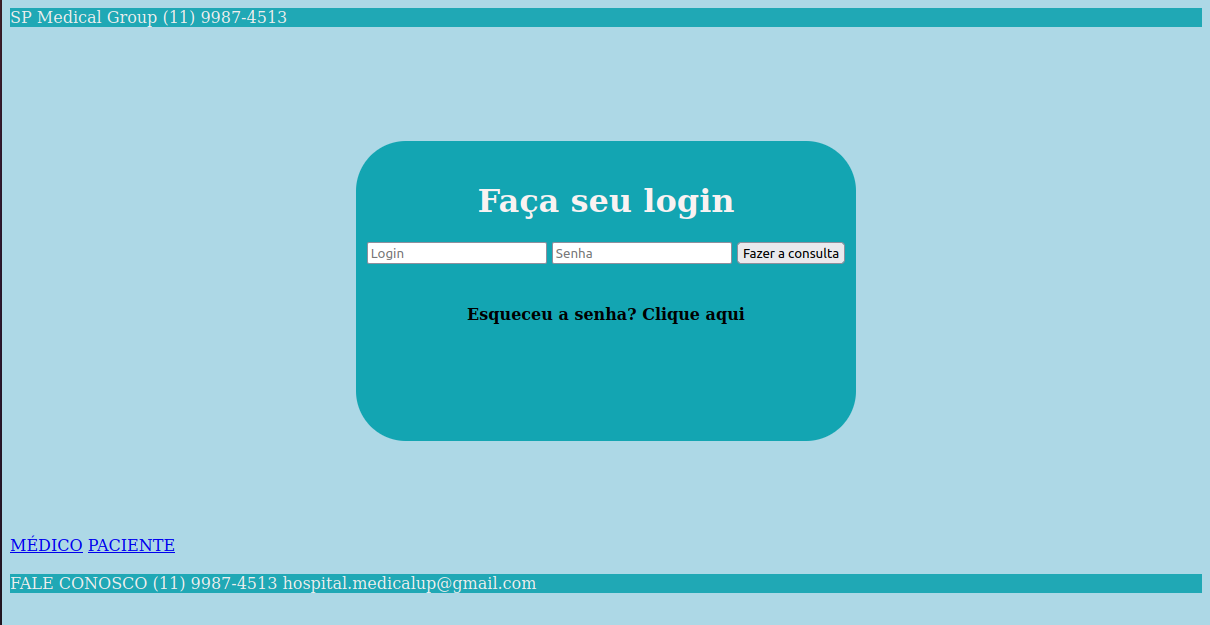 SP Medical Group (11) 9987-4513
Faça seu login
Login Senha Fazer a consulta
Esqueceu a senha? Clique aqui
MÉDICO PACIENTE
FALE CONOSCO (11) 9987-4513 hospital.medicalup@gmail.com